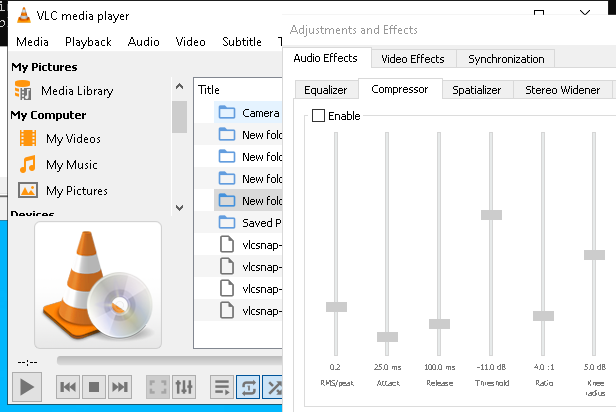 VLC media player
Media Playback Audio Video Subtitle
My Pictures
Media Library
My Computer
My Videos
My Music
My Pictures
Devices
Title
Camera
New fold
New fold
New fold
New fold
Saved P
vlcsnap-
vlcsnap-
vlcsnap-
vlcsnap-
--:--
Adjustments and Effects
Audio Effects Video Effects Synchronization
Equalizer Compressor Spatializer Stereo Widener
Enable
0.2 25.0 ms 100.0 ms -11.0 dB 4.0 :1 5.0 dB
RMS/peak Attack Release Threshold Ratio Knee
radius